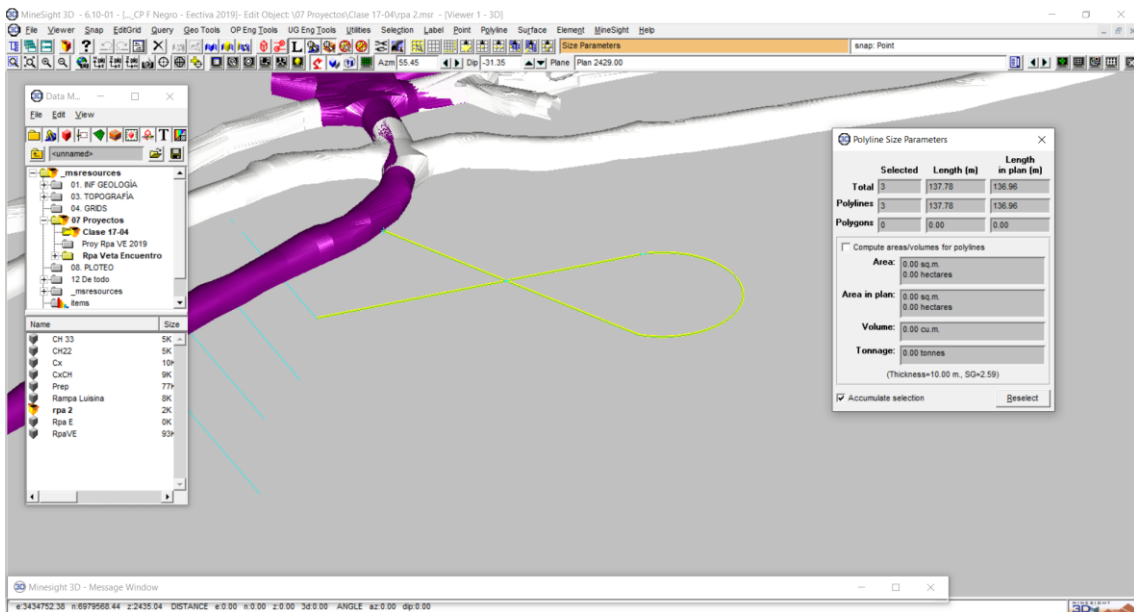 MineSight 3D - 6.10-01 - [..._CP F Negro - Eectiva 2019]- Edit Object: \07 Proyectos\Clase 17-04\rpa 2.msr - [Viewer 1 - 3D]
File Viewer Snap EditGrid Query Geo Tools OP Eng Tools UG Eng Tools Utilities Selection Label Point Polyline Surface Element MineSight Help
Size Parameters
snap: Point
Azm 55.45 Dip -31.35 Plane Plan 2429.00
Data M...
File Edit View
<unnamed>
_msresources
01. INF GEOLOGÍA
03. TOPOGRAFÍA
04. GRIDS
07 Proyectos
Clase 17-04
Proy Rpa VE 2019
Rpa Veta Encuentro
08. PLOTEO
12 De todo
_msresources
items
Name Size
CH 33 5K
CH22 5K
Cx 10K
CxCH 9K
Prep 77K
Rampa Luisina 8K
rpa 2 2K
Rpa E 0K
RpaVE 93K
Polyline Size Parameters
Selected Length (m) Length in plan (m)
Total 3 137.78 136.96
Polylines 3 137.78 136.96
Polygons 0 0.00 0.00
Compute areas/volumes for polylines
Area: 0.00 sq.m.
0.00 hectares
Area in plan: 0.00 sq.m.
0.00 hectares
Volume: 0.00 cu.m.
Tonnage: 0.00 tonnes
(Thickness=10.00 m., SG=2.59)
Accumulate selection Reselect
Minesight 3D - Message Window
e:3434752.38 n:6979568.44 z:2435.04 DISTANCE e:0.00 n:0.00 z:0.00 3d:0.00 ANGLE az:0.00 dip:0.00